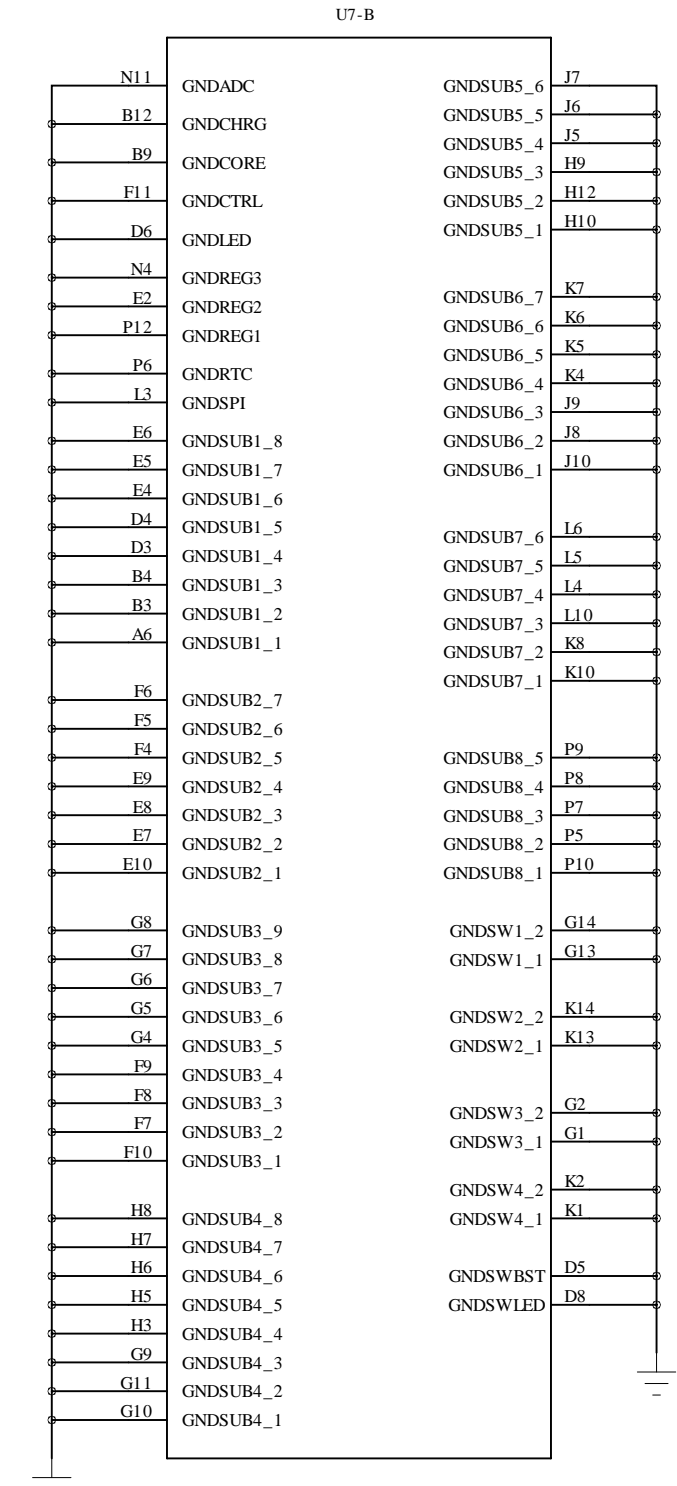 U7-B
N11 GNDADC
B12 GNDCHRG
B9 GNDCORE
F11 GNDCTRL
D6 GNDLED
N4 GNDREG3
E2 GNDREG2
P12 GNDREG1
P6 GNDRTC
L3 GNDSPI
E6 GNDSUB1_8
E5 GNDSUB1_7
E4 GNDSUB1_6
D4 GNDSUB1_5
D3 GNDSUB1_4
B4 GNDSUB1_3
B3 GNDSUB1_2
A6 GNDSUB1_1
F6 GNDSUB2_7
F5 GNDSUB2_6
F4 GNDSUB2_5
E9 GNDSUB2_4
E8 GNDSUB2_3
E7 GNDSUB2_2
E10 GNDSUB2_1
G8 GNDSUB3_9
G7 GNDSUB3_8
G6 GNDSUB3_7
G5 GNDSUB3_6
G4 GNDSUB3_5
F9 GNDSUB3_4
F8 GNDSUB3_3
F7 GNDSUB3_2
F10 GNDSUB3_1
H8 GNDSUB4_8
H7 GNDSUB4_7
H6 GNDSUB4_6
H5 GNDSUB4_5
H3 GNDSUB4_4
G9 GNDSUB4_3
G11 GNDSUB4_2
G10 GNDSUB4_1
GNDSUB5_6 J7
GNDSUB5_5 J6
GNDSUB5_4 J5
GNDSUB5_3 H9
GNDSUB5_2 H12
GNDSUB5_1 H10
GNDSUB6_7 K7
GNDSUB6_6 K6
GNDSUB6_5 K5
GNDSUB6_4 K4
GNDSUB6_3 J9
GNDSUB6_2 J8
GNDSUB6_1 J10
GNDSUB7_6 L6
GNDSUB7_5 L5
GNDSUB7_4 L4
GNDSUB7_3 L10
GNDSUB7_2 K8
GNDSUB7_1 K10
GNDSUB8_5 P9
GNDSUB8_4 P8
GNDSUB8_3 P7
GNDSUB8_2 P5
GNDSUB8_1 P10
GNDSW1_2 G14
GNDSW1_1 G13
GNDSW2_2 K14
GNDSW2_1 K13
GNDSW3_2 G2
GNDSW3_1 G1
GNDSW4_2 K2
GNDSW4_1 K1
GNDSWBST D5
GNDSWLED D8